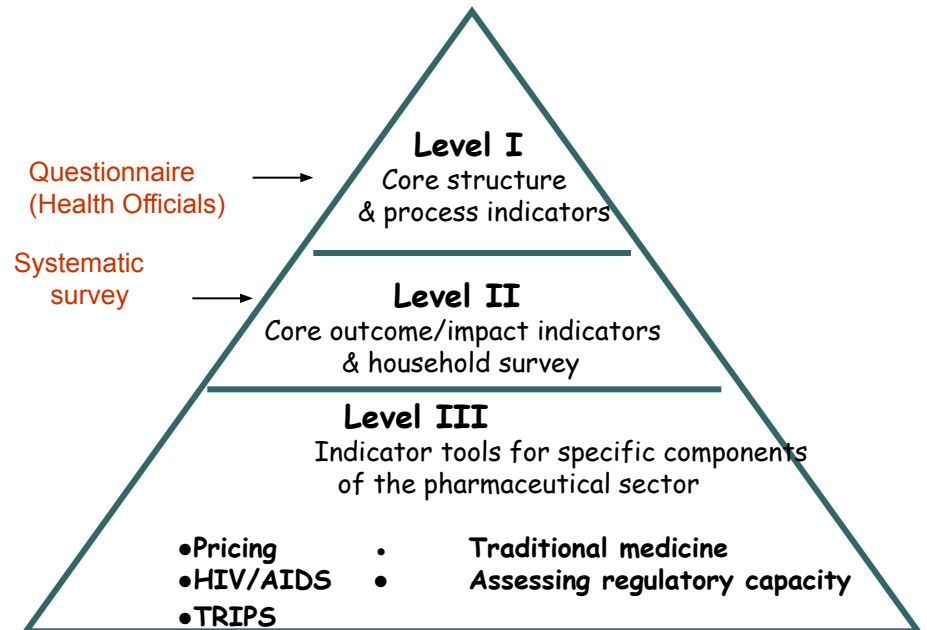 Level I
Core structure
& process indicators
Questionnaire
(Health Officials)
Systematic
survey
Level II
Core outcome/impact indicators
& household survey
Level III
Indicator tools for specific components
of the pharmaceutical sector
●Pricing • Traditional medicine
●HIV/AIDS ● Assessing regulatory capacity
●TRIPS